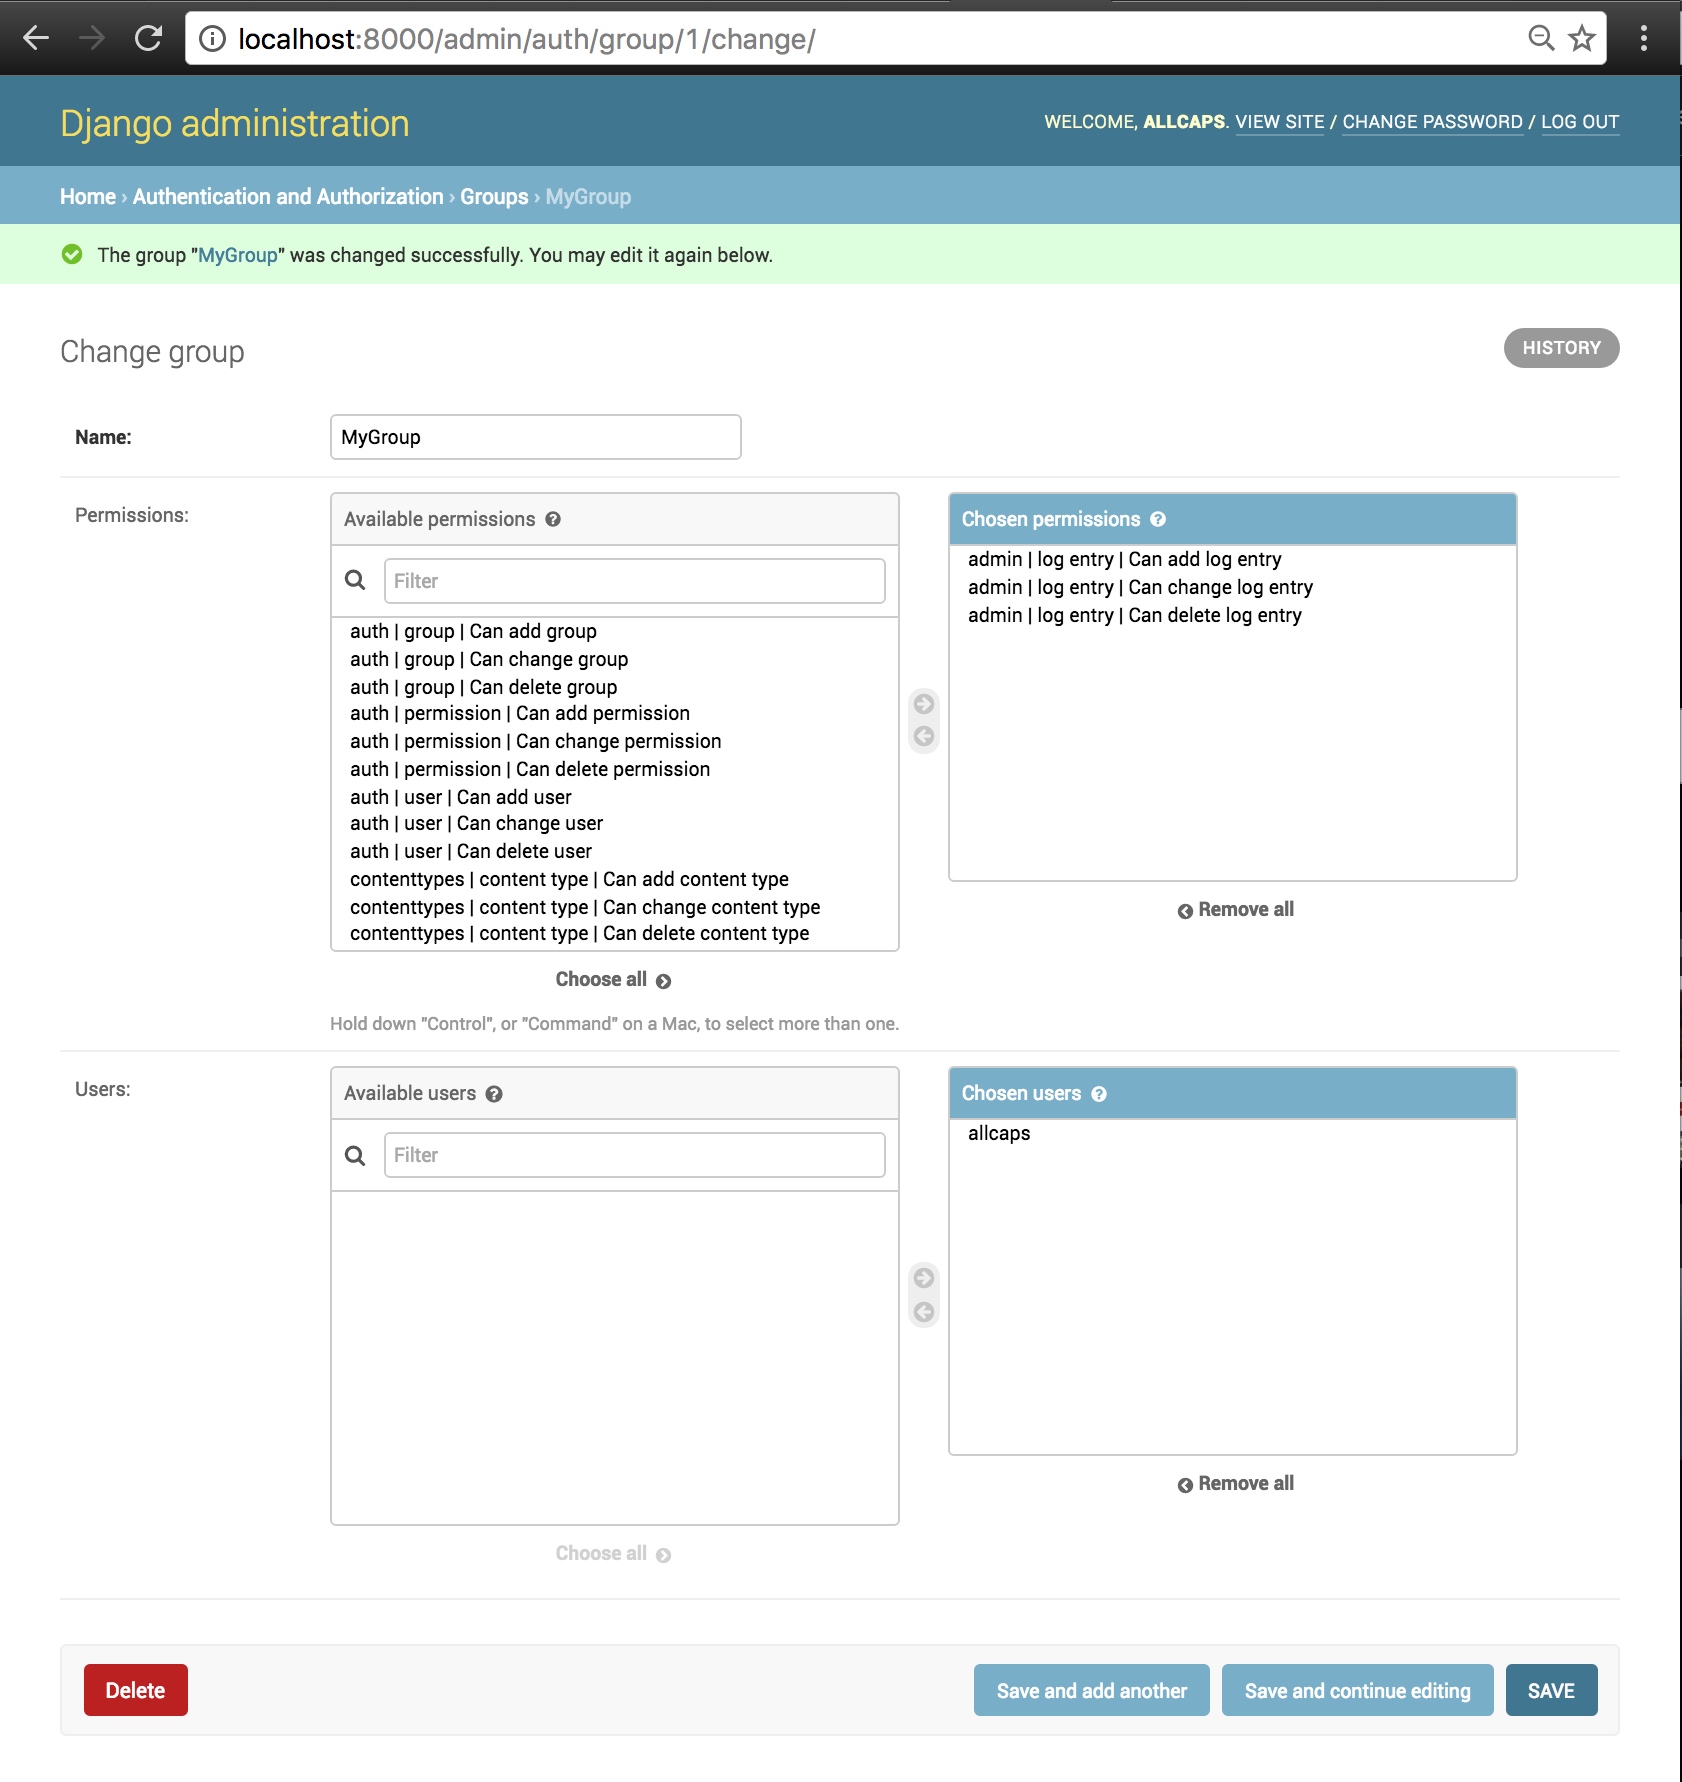 localhost:8000/admin/auth/group/1/change/
Django administration
WELCOME, ALLCAPS. VIEW SITE / CHANGE PASSWORD / LOG OUT
Home › Authentication and Authorization › Groups › MyGroup
The group "MyGroup" was changed successfully. You may edit it again below.
Change group
HISTORY
Name:
MyGroup
Permissions:
Available permissions
Filter
auth | group | Can add group
auth | group | Can change group
auth | group | Can delete group
auth | permission | Can add permission
auth | permission | Can change permission
auth | permission | Can delete permission
auth | user | Can add user
auth | user | Can change user
auth | user | Can delete user
contenttypes | content type | Can add content type
contenttypes | content type | Can change content type
contenttypes | content type | Can delete content type
Choose all
Chosen permissions
admin | log entry | Can add log entry
admin | log entry | Can change log entry
admin | log entry | Can delete log entry
Remove all
Hold down "Control", or "Command" on a Mac, to select more than one.
Users:
Available users
Filter
Choose all
Chosen users
allcaps
Remove all
Delete
Save and add another
Save and continue editing
SAVE